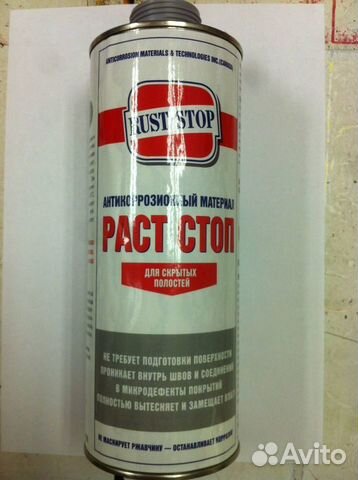 ANTICORROSION MATERIALS & TECHNOLOGIES INC. (CANADA)
RUST STOP
АНТИКОРРОЗИОННЫЙ МАТЕРИАЛ
РАСТ СТОП
ДЛЯ СКРЫТЫХ
ПОЛОСТЕЙ
НЕ ТРЕБУЕТ ПОДГОТОВКИ ПОВЕРХНОСТИ
ПРОНИКАЕТ ВНУТРЬ ШВОВ И СОЕДИНЕНИЙ
В МИКРОДЕФЕКТЫ ПОКРЫТИЙ
ПОЛНОСТЬЮ ВЫТЕСНЯЕТ И ЗАМЕЩАЕТ ВЛАГУ
НЕ МАСКИРУЕТ РЖАВЧИНУ — ОСТАНАВЛИВАЕТ КОРРОЗИЮ
Avito